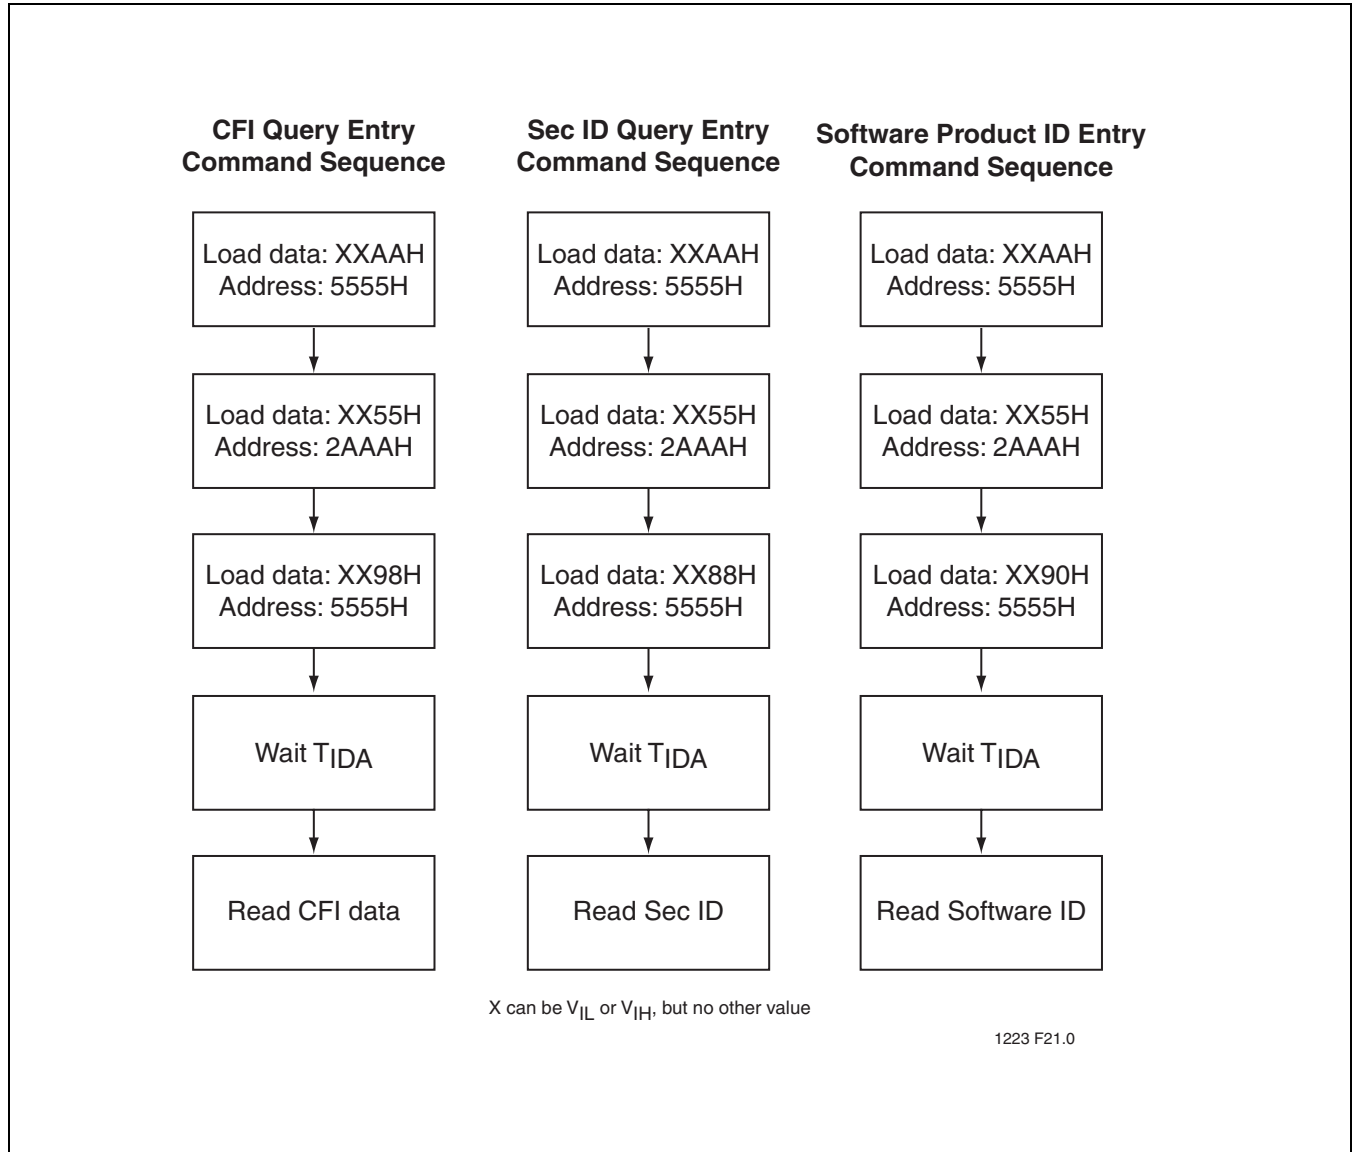 CFI Query Entry
Command Sequence
Load data: XXAAH
Address: 5555H
Load data: XX55H
Address: 2AAAH
Load data: XX98H
Address: 5555H
Wait TIDA
Read CFI data
Sec ID Query Entry
Command Sequence
Load data: XXAAH
Address: 5555H
Load data: XX55H
Address: 2AAAH
Load data: XX88H
Address: 5555H
Wait TIDA
Read Sec ID
Software Product ID Entry
Command Sequence
Load data: XXAAH
Address: 5555H
Load data: XX55H
Address: 2AAAH
Load data: XX90H
Address: 5555H
Wait TIDA
Read Software ID
X can be VIL or VIH, but no other value
1223 F21.0